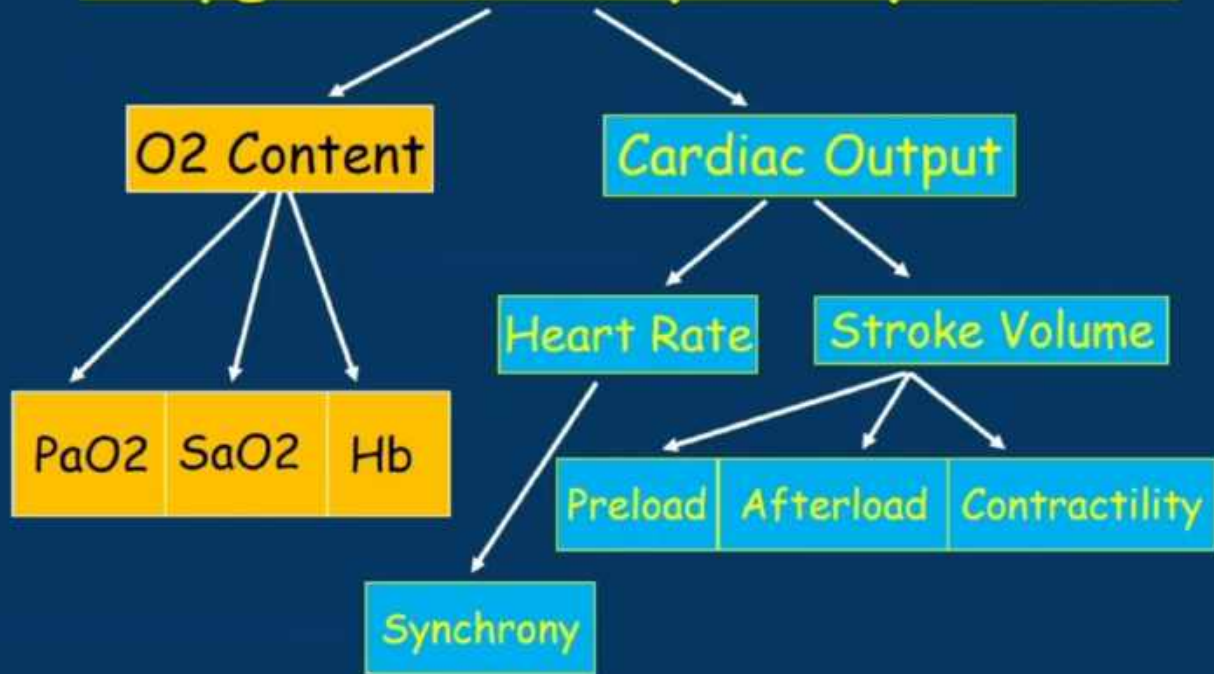 O2 Content
Cardiac Output
Heart Rate
Stroke Volume
PaO2 SaO2 Hb
Preload Afterload Contractility
Synchrony